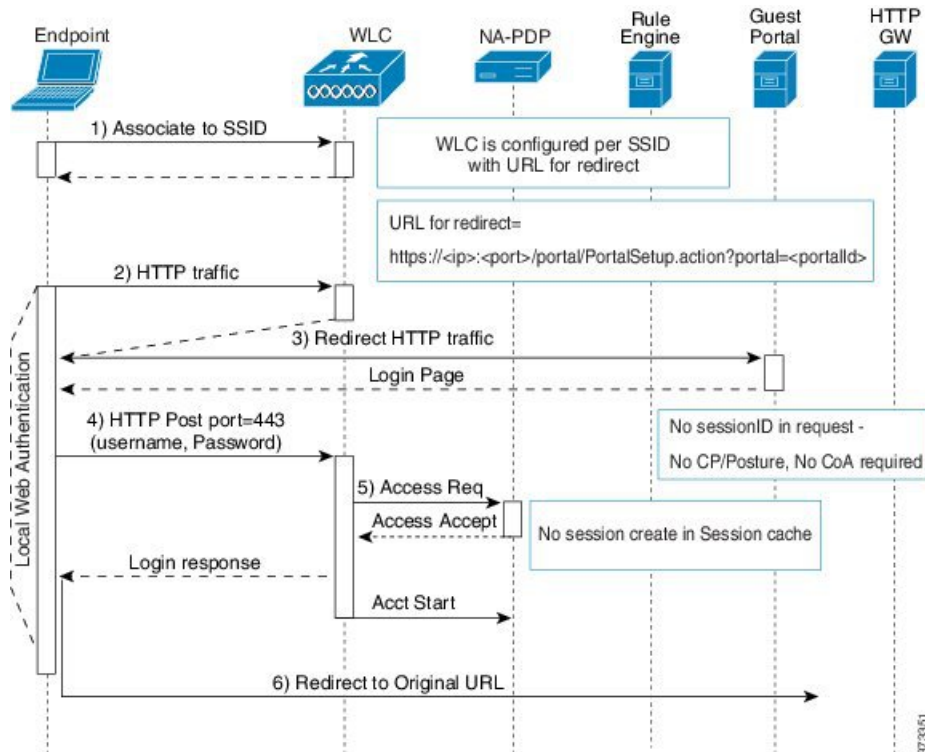 Endpoint
WLC
NA-PDP
Rule
Engine
Guest
Portal
HTTP
GW
1) Associate to SSID
WLC is configured per SSID
with URL for redirect
URL for redirect=
https://<ip>:<port>/portal/PortalSetup.action?portal=<portalId>
2) HTTP traffic
3) Redirect HTTP traffic
Login Page
Local Web Authentication
4) HTTP Post port=443
(username, Password)
No sessionID in request -
No CP/Posture, No CoA required
5) Access Req
Access Accept
No session create in Session cache
Login response
Acct Start
6) Redirect to Original URL
973351